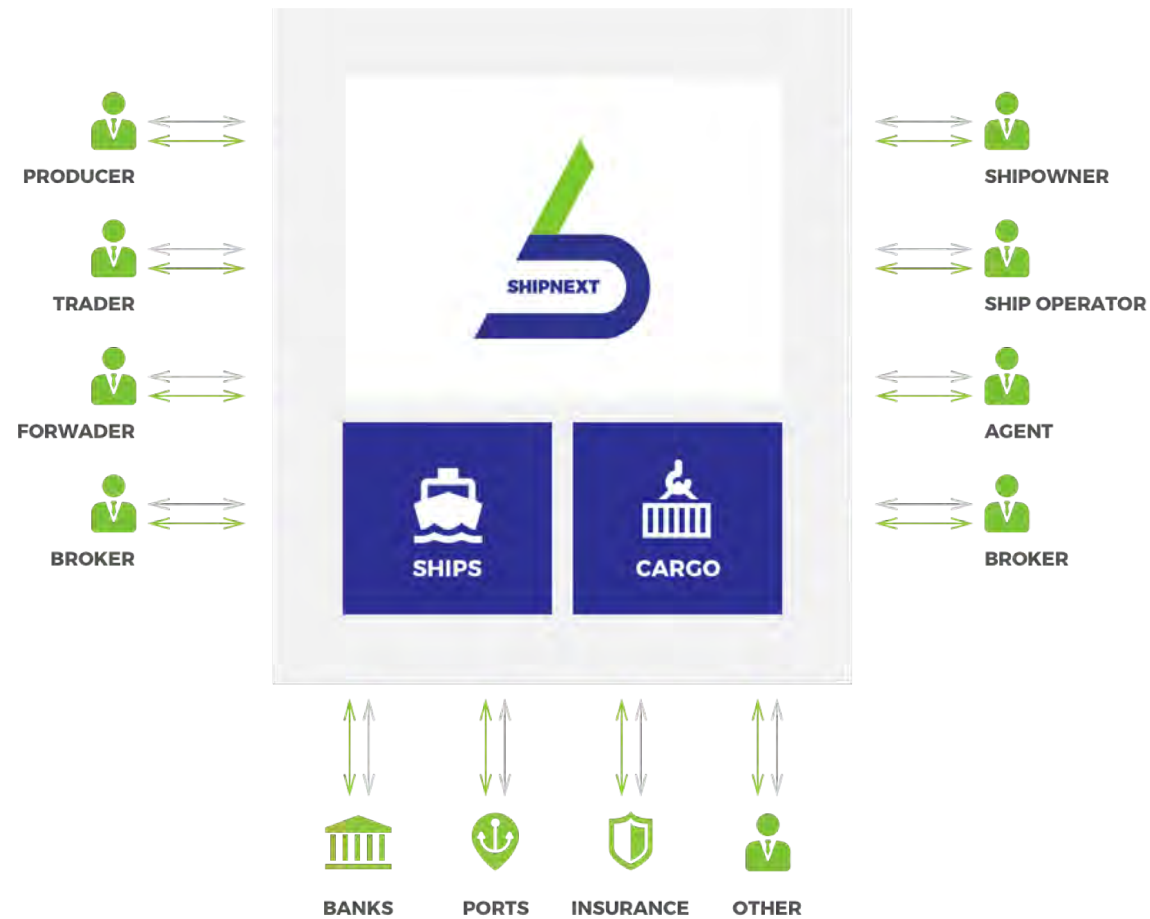 PRODUCER
TRADER
FORWADER
BROKER
SHIPNEXT
SHIPS
CARGO
SHIPOWNER
SHIP OPERATOR
AGENT
BROKER
BANKS
PORTS
INSURANCE
OTHER